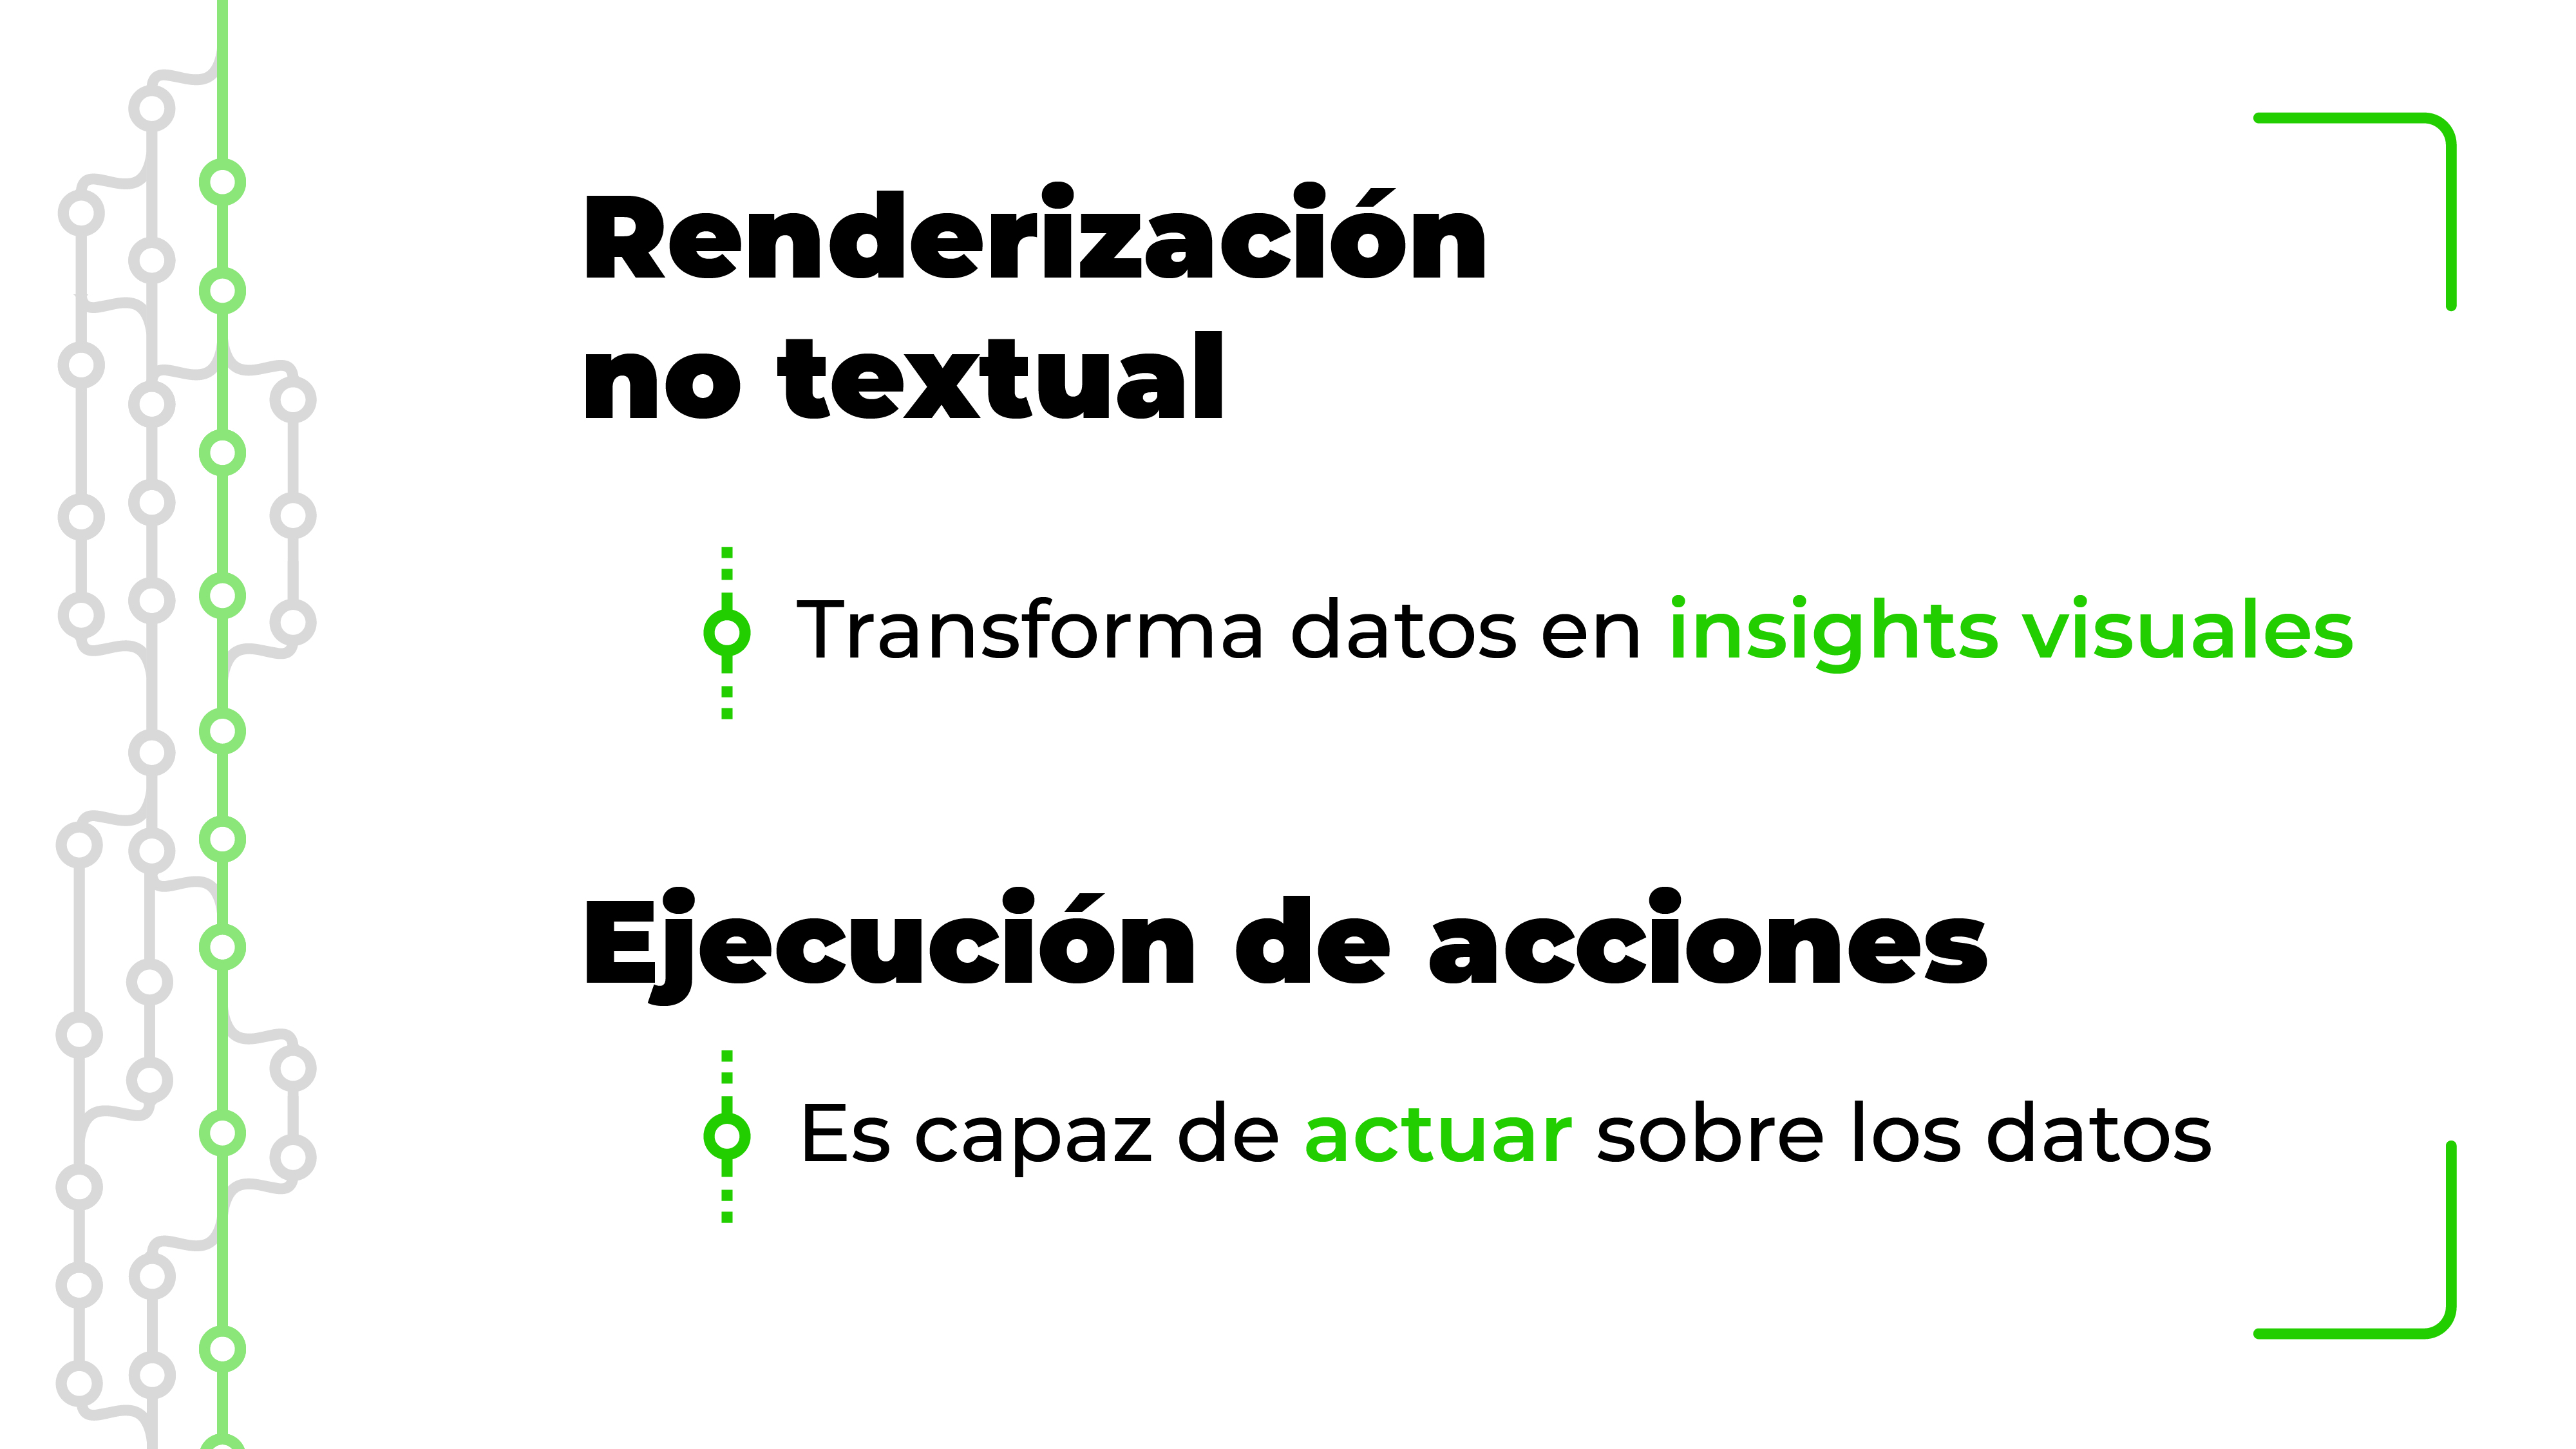 Renderización
no textual
Transforma datos en insights visuales
Ejecución de acciones
Es capaz de actuar sobre los datos